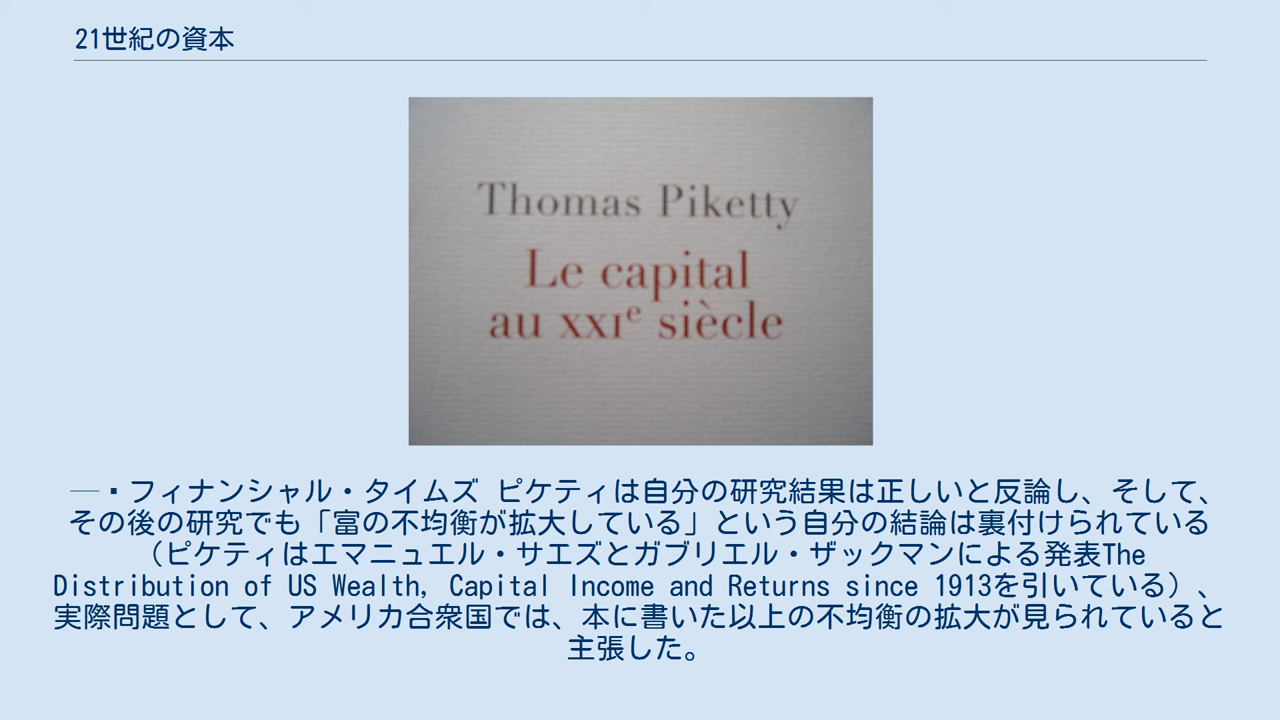 21世紀の資本
Thomas Piketty
Le capital
au XXIe siècle
―・フィナンシャル・タイムズ ピケティは自分の研究結果は正しいと反論し、そして、
その後の研究でも「富の不均衡が拡大している」という自分の結論は裏付けられている
（ピケティはエマニュエル・サエズとガブリエル・ザックマンによる発表The
Distribution of US Wealth, Capital Income and Returns since 1913を引いている）、
実際問題として、アメリカ合衆国では、本に書いた以上の不均衡の拡大が見られていると
主張した。